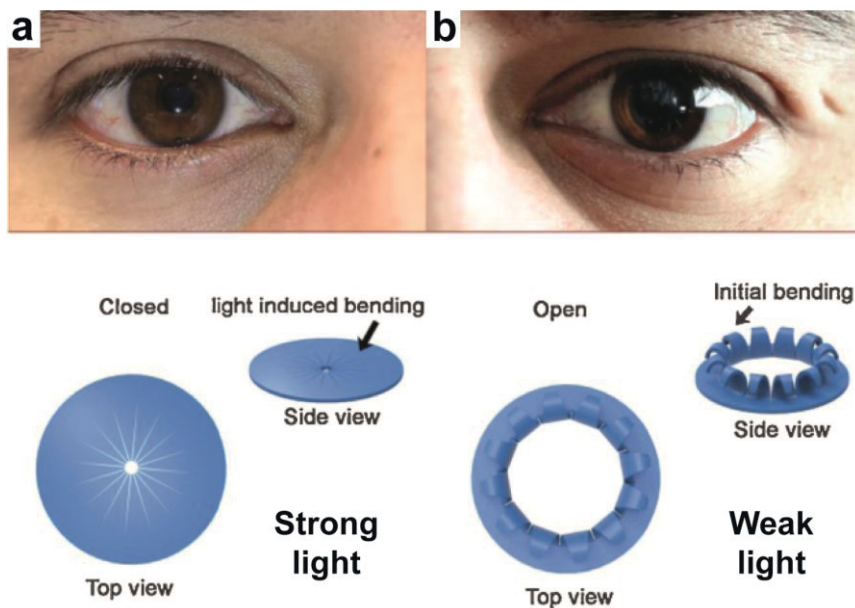 a
b
Closed
light induced bending
Side view
Strong
light
Top view
Open
Initial bending
Side view
Weak
light
Top view